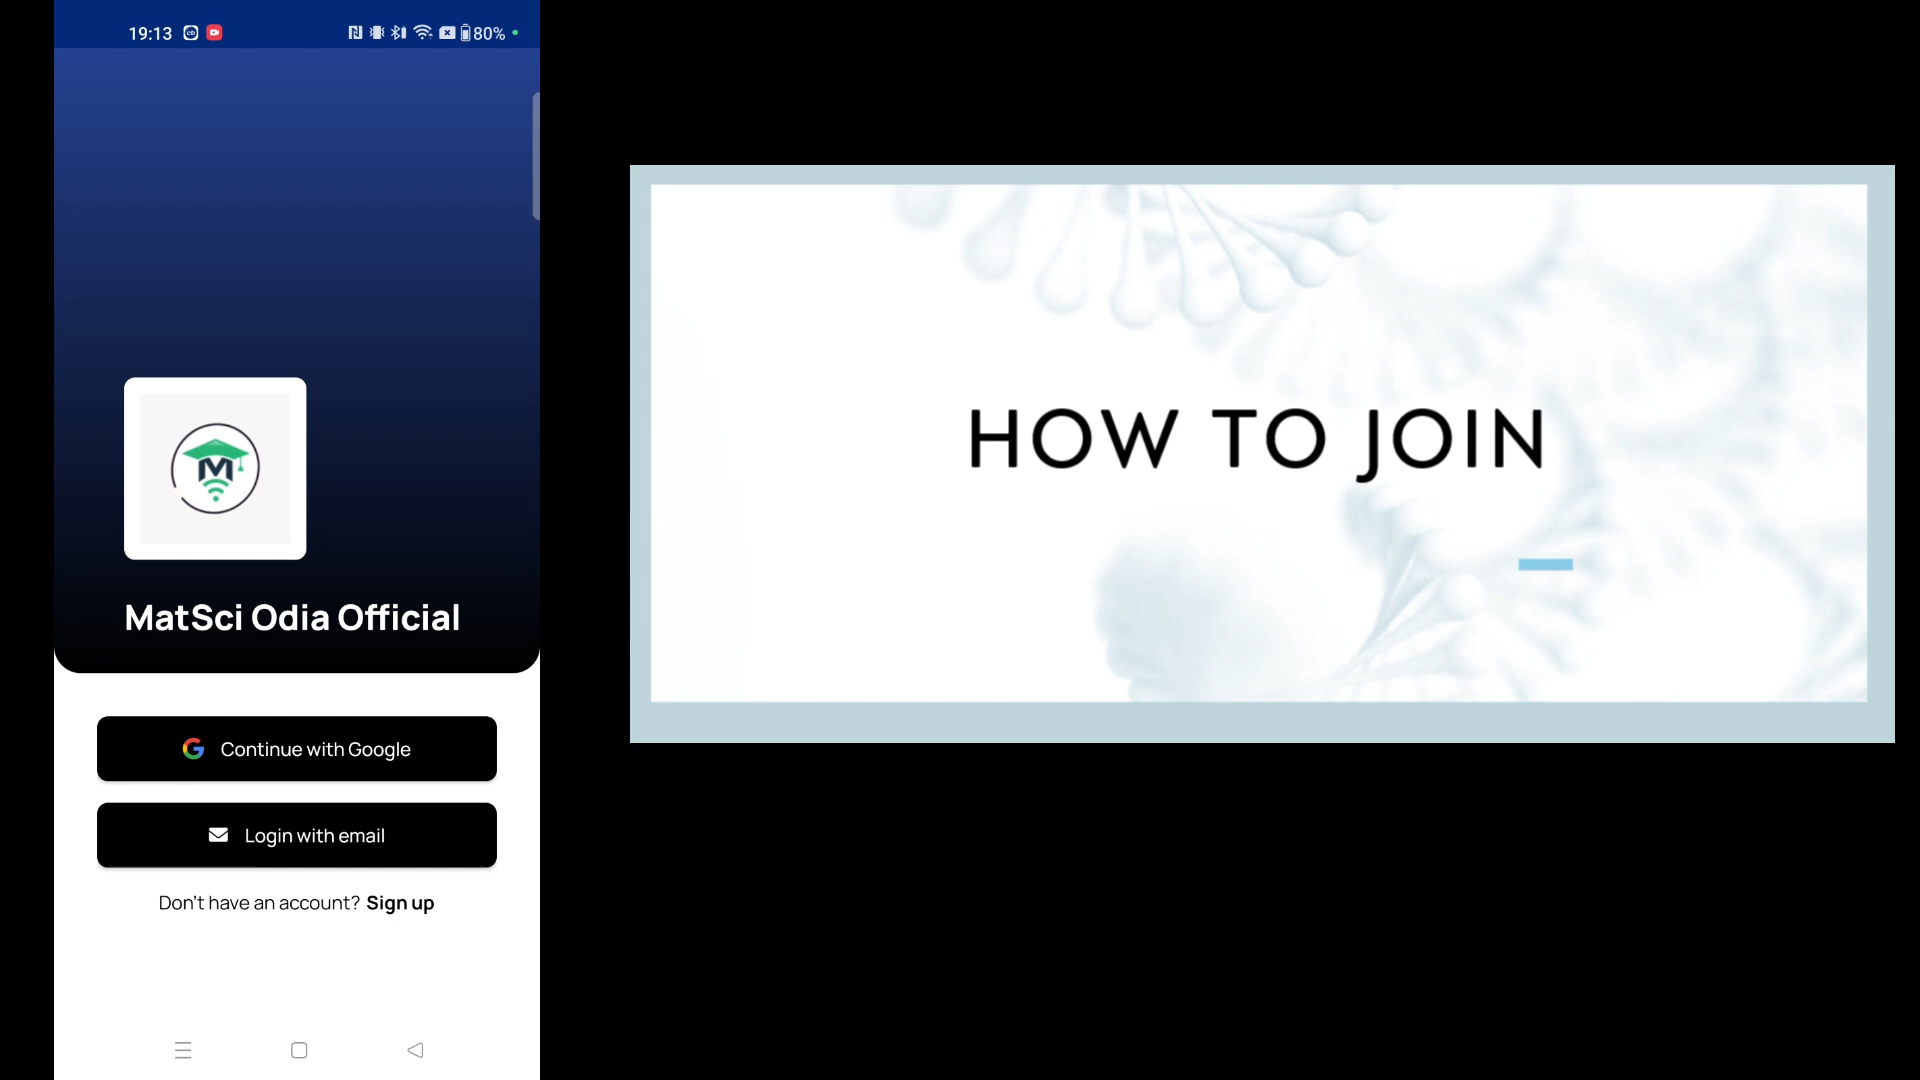 19:13
80%
M
MatSci Odia Official
Continue with Google
Login with email
Don't have an account? Sign up
HOW TO JOIN